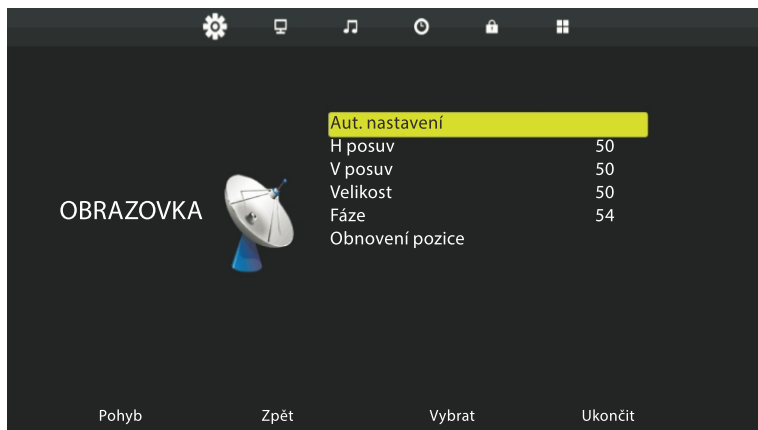 Aut. nastavení
H posuv 50
V posuv 50
Velikost 50
OBRAZOVKA
Fáze 54
Obnovení pozice
Pohyb Zpět Vybrat Ukončit